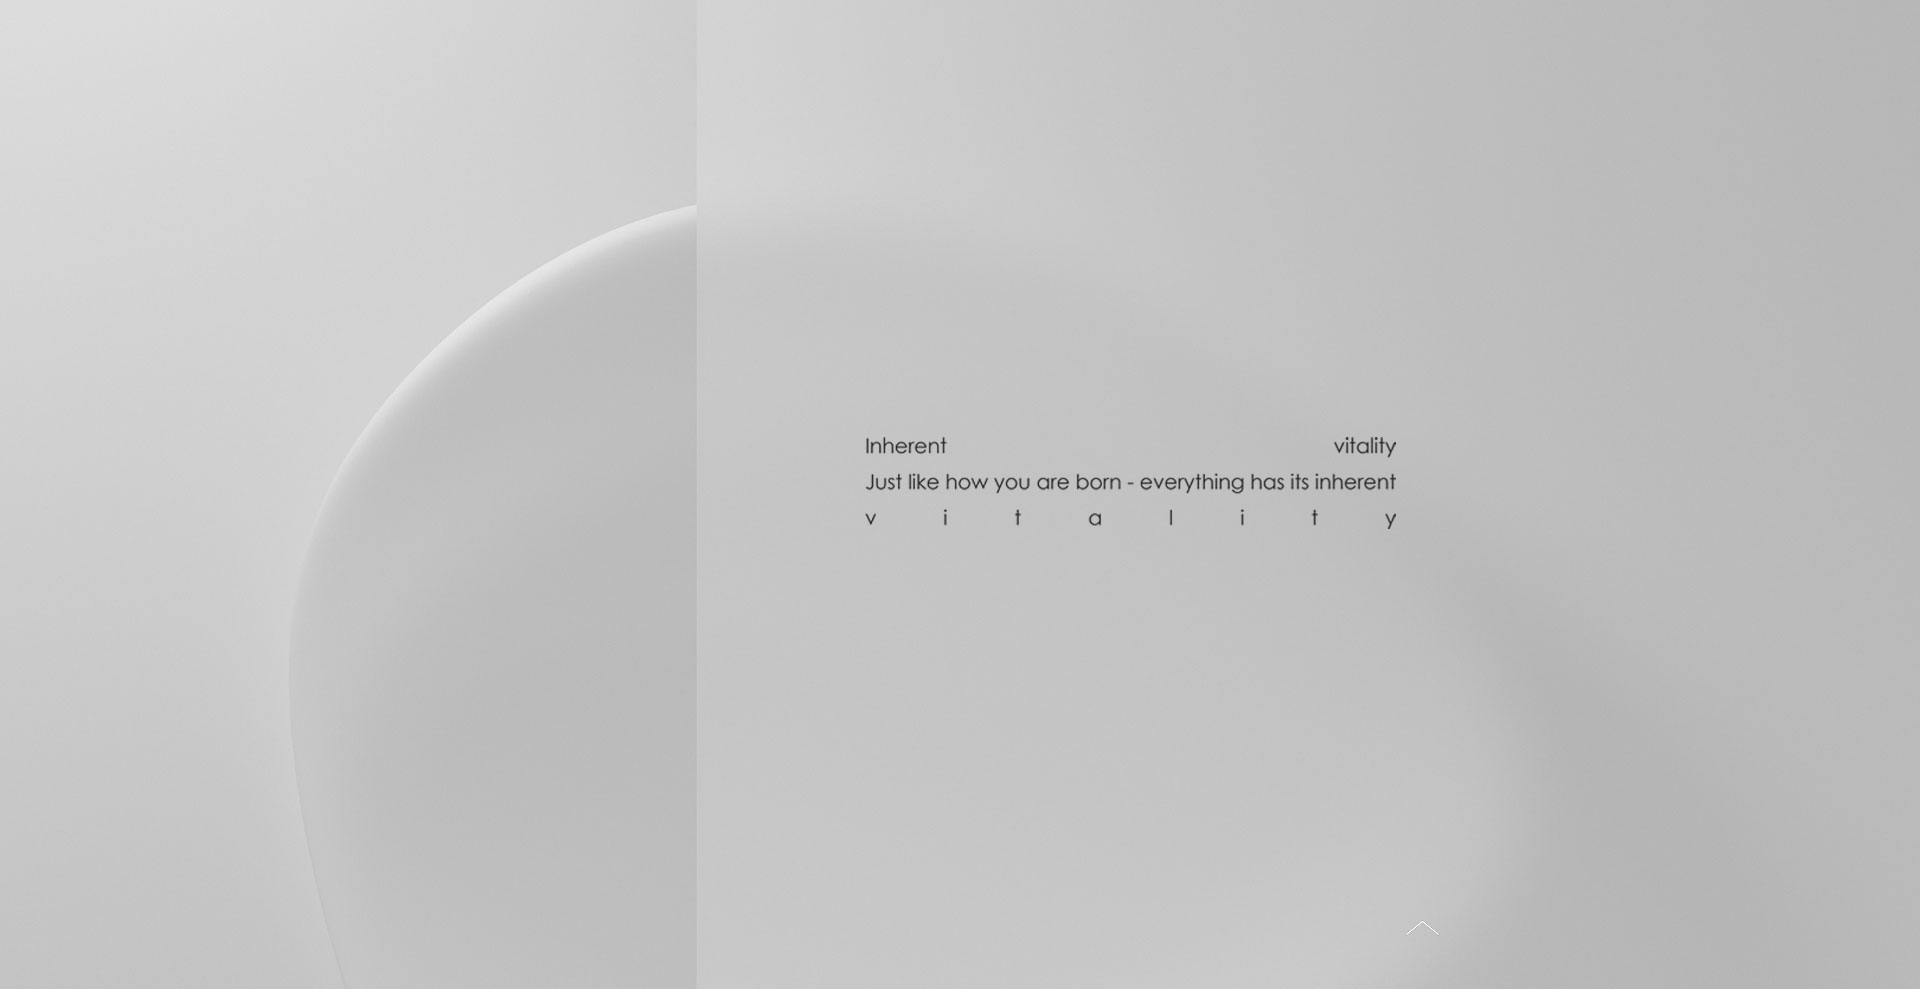 Inherent vitality
Just like how you are born - everything has its inherent
v i t a l i t y